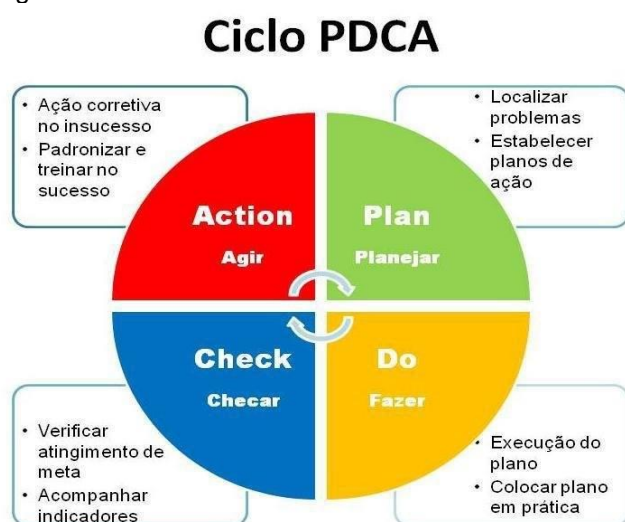 Ciclo PDCA
• Ação corretiva
no insucesso
• Padronizar e
treinar no
sucesso
• Localizar
problemas
• Estabelecer
planos de
ação
Action
Agir
Plan
Planejar
Check
Checar
Do
Fazer
• Verificar
atingimento de
meta
• Acompanhar
indicadores
• Execução do
plano
• Colocar plano
em prática